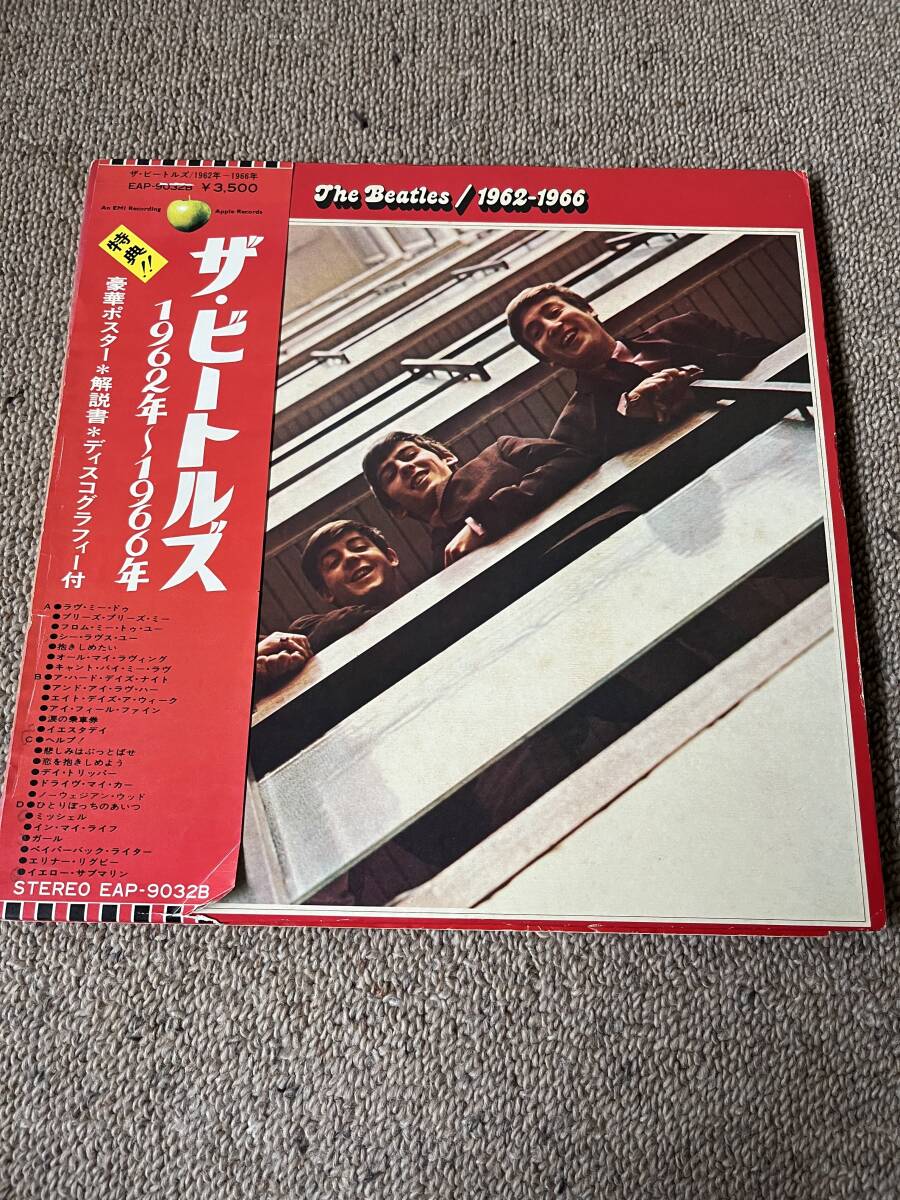 ザ・ビートルズ/1962年－1966年
EAP-9032B ￥3,500
An EMI Recording
Apple Records
The Beatles / 1962-1966
特典!!
ザ・ビートルズ
1962年〜1966年
豪華ポスター＊解説書＊ディスコグラフィー付
A●ラヴ・ミー・ドゥ
●プリーズ・プリーズ・ミー
●フロム・ミー・トゥ・ユー
●シー・ラヴズ・ユー
●抱きしめたい
●オール・マイ・ラヴィング
●キャント・バイ・ミー・ラヴ
B●ア・ハード・デイズ・ナイト
●アンド・アイ・ラヴ・ハー
●エイト・デイズ・ア・ウィーク
●アイ・フィール・ファイン
●涙の乗車券
●イエスタデイ
C●ヘルプ!
●悲しみはぶっとばせ
●恋を抱きしめよう
●デイ・トリッパー
●ドライヴ・マイ・カー
●ノーウェジアン・ウッド
D●ひとりぼっちのあいつ
●ミッシェル
●イン・マイ・ライフ
●ガール
●ペイパーバック・ライター
●エリナー・リグビー
●イエロー・サブマリン
STEREO EAP-9032B